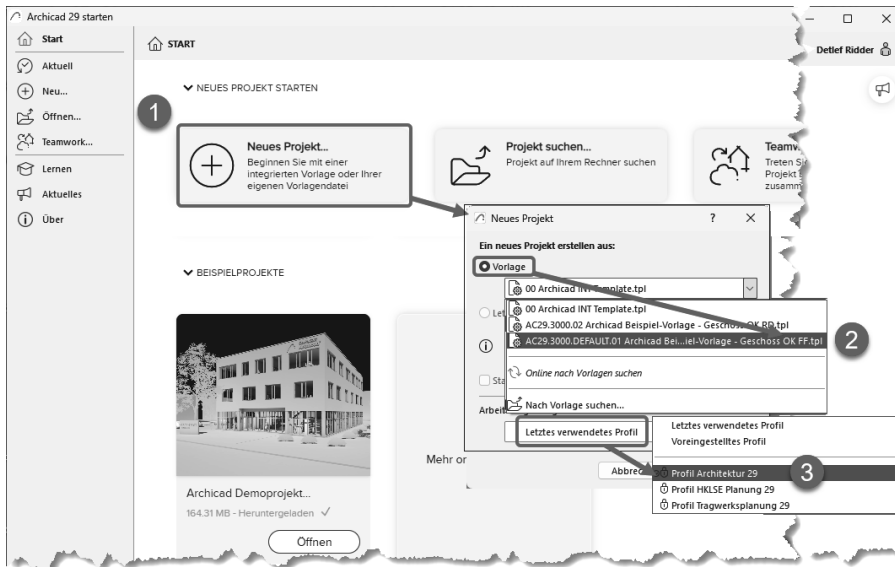 Archicad 29 starten
Start
Aktuell
Neu...
Öffnen...
Teamwork...
Lernen
Aktuelles
Über
START
Detlef Ridder
NEUES PROJEKT STARTEN
1
Neues Projekt...
Beginnen Sie mit einer
integrierten Vorlage oder Ihrer
eigenen Vorlagendatei
Projekt suchen...
Projekt auf Ihrem Rechner suchen
Treten
Projekt
BEISPIELPROJEKTE
Archicad Demoprojekt...
164.31 MB - Heruntergeladen
Öffnen
Mehr
Neues Projekt
?
Ein neues Projekt erstellen aus:
Vorlage
00 Archicad INT Template.tpl
00 Archicad INT Template.tpl
AC29.3000.02 Archicad Beispiel-Vorlage - Geschoss OK RD.tpl
AC29.3000.DEFAULT.01 Archicad Bei...iel-Vorlage - Geschoss OK FF.tpl
2
Online nach Vorlagen suchen
Nach Vorlage suchen...
Letztes verwendetes Profil
Letztes verwendetes Profil
Voreingestelltes Profil
Profil Architektur 29
3
Profil HKLSE Planung 29
Profil Tragwerksplanung 29